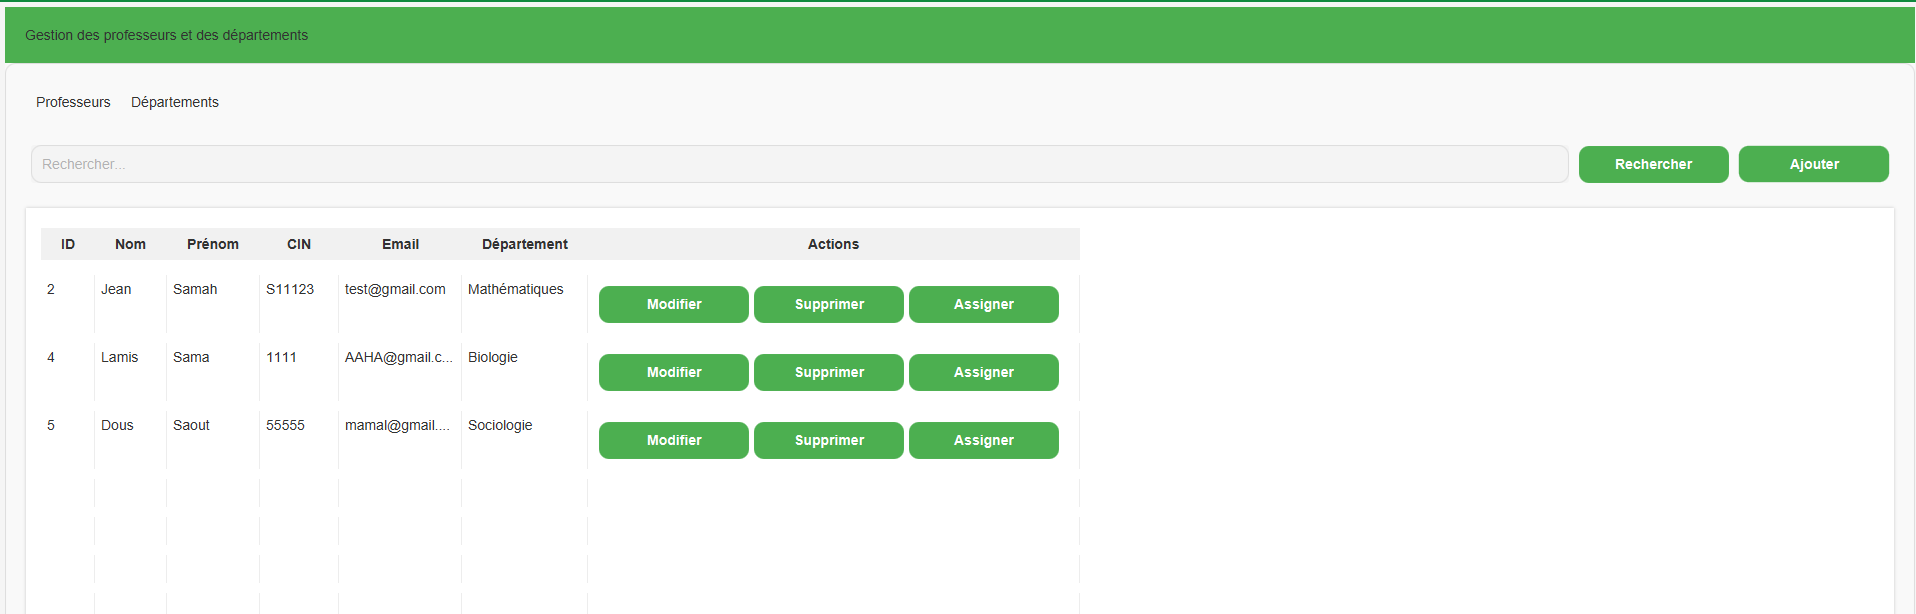 Gestion des professeurs et des départements
Professeurs Départements
Rechercher... Rechercher Ajouter
ID Nom Prénom CIN Email Département Actions
2 Jean Samah S11123 test@gmail.com Mathématiques Modifier Supprimer Assigner
4 Lamis Sama 1111 AAHA@gmail.c... Biologie Modifier Supprimer Assigner
5 Dous Saout 55555 mamal@gmail.... Sociologie Modifier Supprimer Assigner